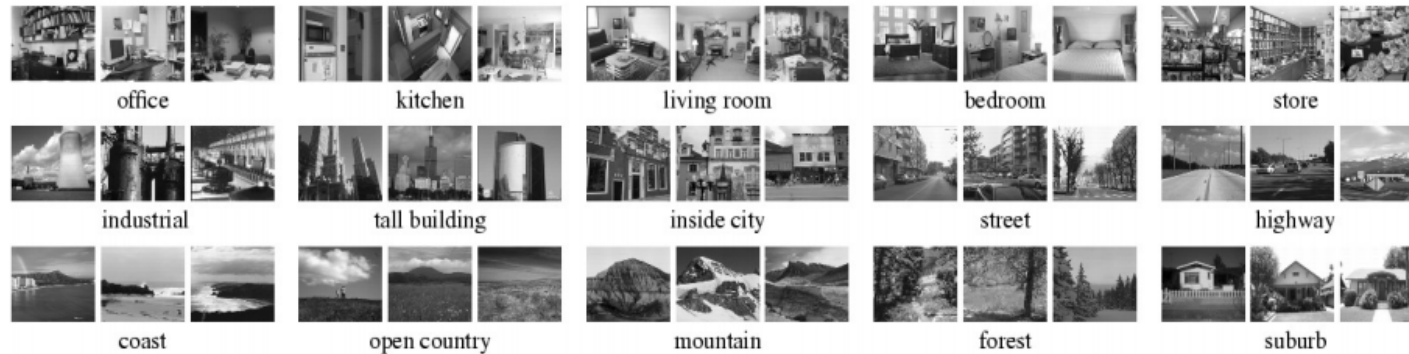 office kitchen living room bedroom store
industrial tall building inside city street highway
coast open country mountain forest suburb